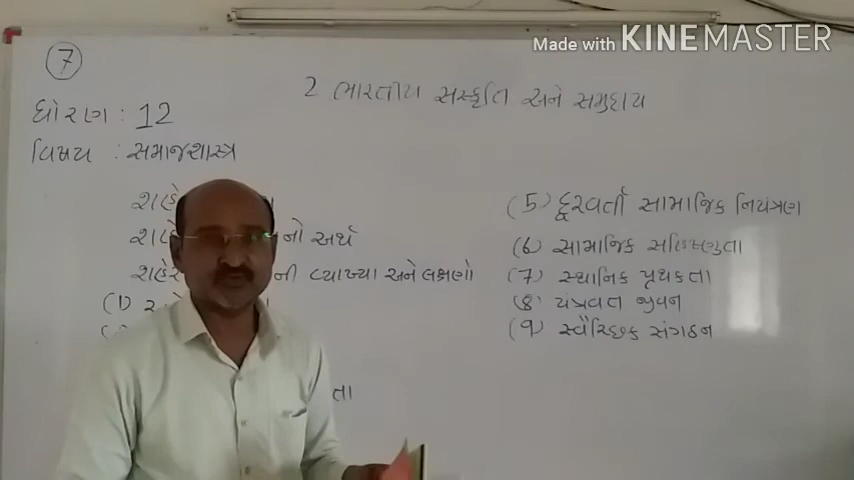 Made with KINEMASTER
7
2 ભારતીય સંસ્કૃતિ અને સમુદાય
ધોરણ : 12
વિષય : સમાજશાસ્ત્ર
નો અર્થ
ની વ્યાખ્યા અને લક્ષણો
(1)
તા
(5) દૂરવર્તી સામાજિક નિયંત્રણ
(6) સામાજિક સહિષ્ણુતા
(7) સ્થાનિક પૃથકતા
(8) યંત્રવત જીવન
(9) સ્વૈચ્છિક સંગઠન